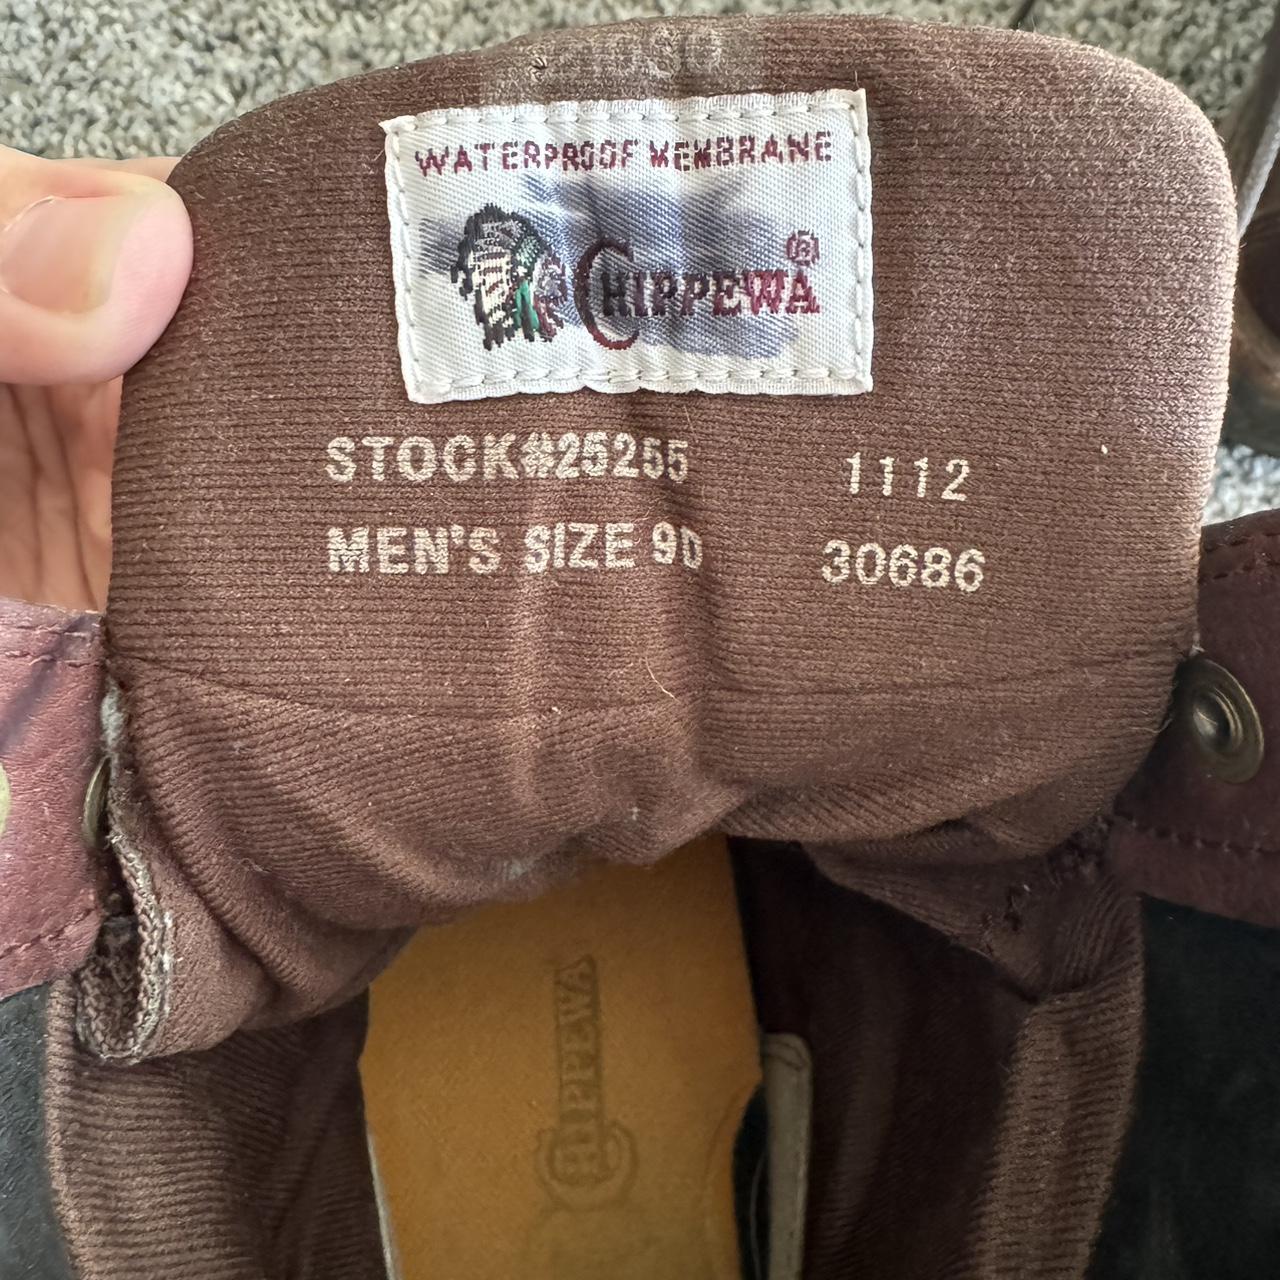 WATERPROOF MEMBRANE
CHIPPEWA®
STOCK#25255 1112
MEN'S SIZE 9D 30686
CHIPPEWA